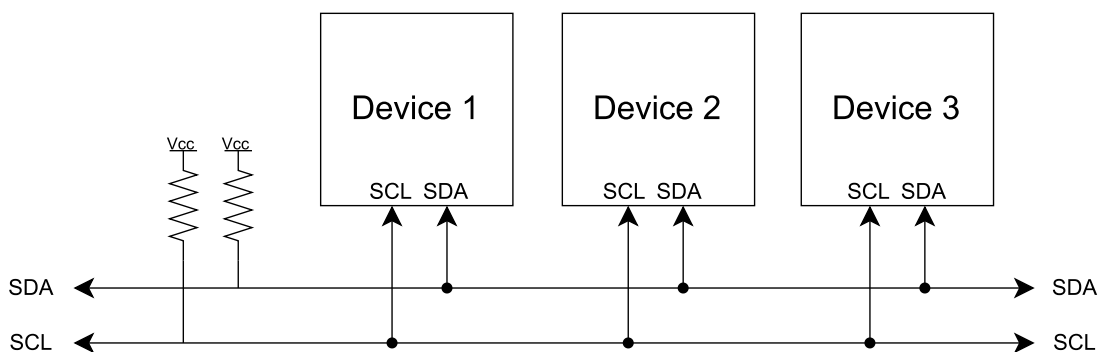 Device 1 Device 2 Device 3
Vcc Vcc
SCL SDA SCL SDA SCL SDA
SDA SDA
SCL SCL